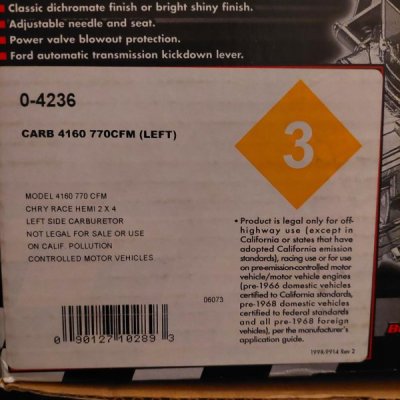 • Classic dichromate finish or bright shiny finish.
• Adjustable needle and seat.
• Power valve blowout protection.
• Ford automatic transmission kickdown lever.
0-4236
CARB 4160 770CFM (LEFT)
3
MODEL 4160 770 CFM
CHRY RACE HEMI 2 X 4
LEFT SIDE CARBURETOR
NOT LEGAL FOR SALE OR USE
ON CALIF. POLLUTION
CONTROLLED MOTOR VEHICLES
• Product is legal only for off-
highway use (except in
California or states that have
adopted California emission
standards), racing use or for use
on pre-emission-controlled motor
vehicle/motor vehicle engines
(pre-1966 domestic vehicles
certified to California standards,
pre-1968 domestic vehicles
certified to federal standards
and all pre-1968 foreign
vehicles), per the manufacturer's
application guide.
06073
0 90127 10289 3
1998/9914 Rev 2